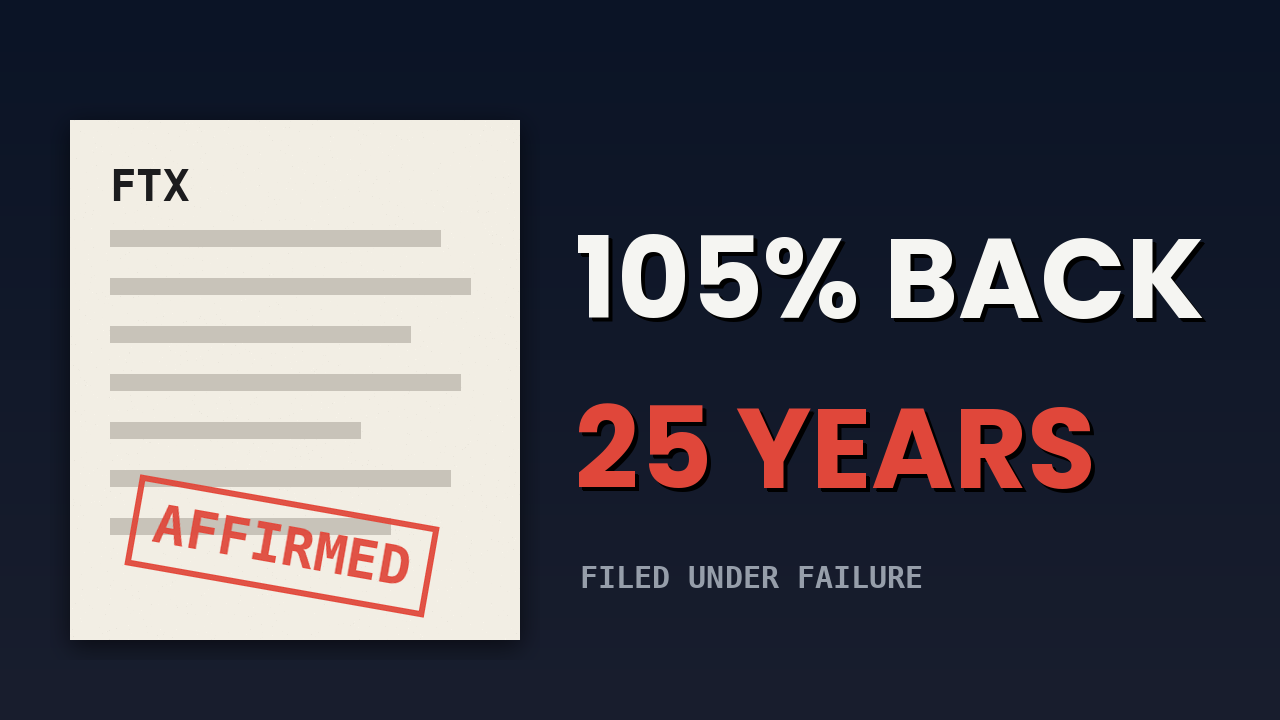 FTX
AFFIRMED
105% BACK
25 YEARS
FILED UNDER FAILURE